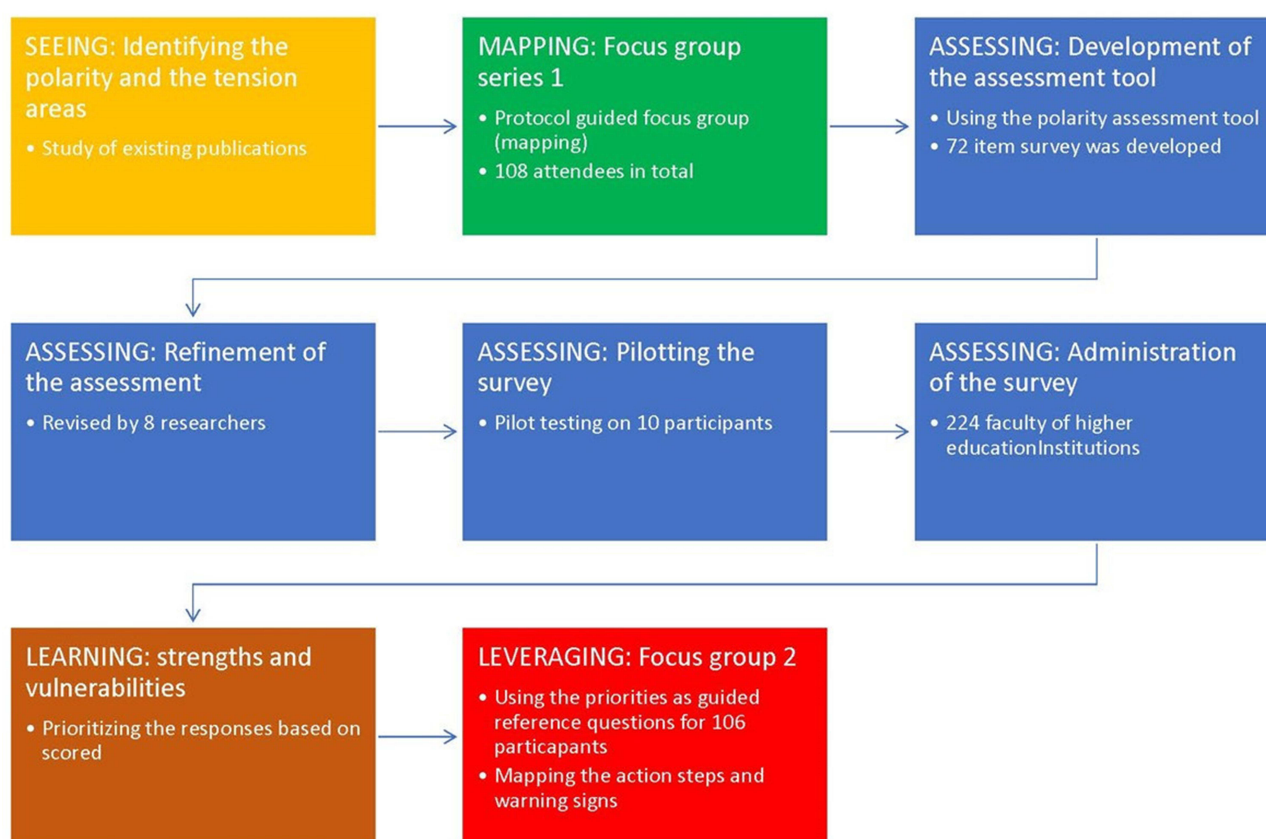 SEEING: Identifying the
polarity and the tension
areas
• Study of existing publications
MAPPING: Focus group
series 1
• Protocol guided focus group
(mapping)
• 108 attendees in total
ASSESSING: Development of
the assessment tool
• Using the polarity assessment tool
• 72 item survey was developed
ASSESSING: Refinement of
the assessment
• Revised by 8 researchers
ASSESSING: Pilotting the
survey
• Pilot testing on 10 participants
ASSESSING: Administration
of the survey
• 224 faculty of higher
educationInstitutions
LEARNING: strengths and
vulnerabilities
• Prioritizing the responses based on
scored
LEVERAGING: Focus group 2
• Using the priorities as guided
reference questions for 106
particapants
• Mapping the action steps and
warning signs